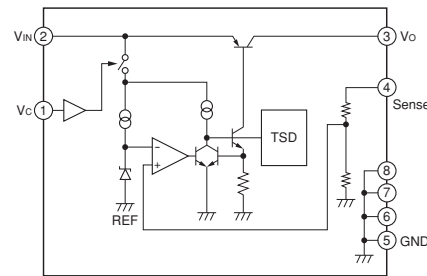 VIN 2
3 VO
4
Sense
VC 1
TSD
-
+
8
7
6
5 GND
REF